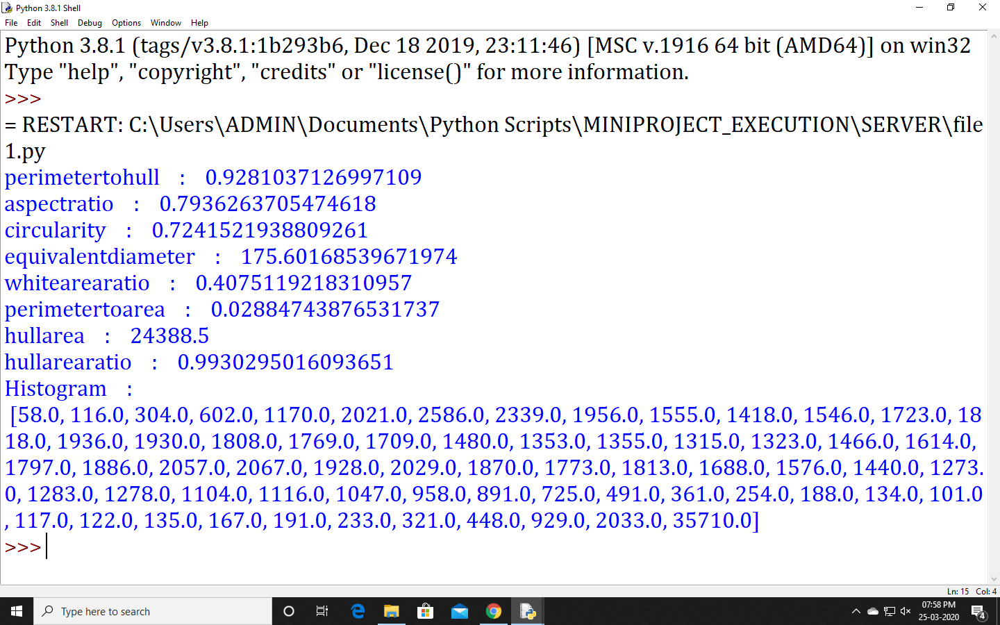 Python 3.8.1 Shell
File Edit Shell Debug Options Window Help
Python 3.8.1 (tags/v3.8.1:1b293b6, Dec 18 2019, 23:11:46) [MSC v.1916 64 bit (AMD64)] on win32
Type "help", "copyright", "credits" or "license()" for more information.
>>>
= RESTART: C:\Users\ADMIN\Documents\Python Scripts\MINIPROJECT_EXECUTION\SERVER\file
1.py
perimetertohull : 0.9281037126997109
aspectratio : 0.7936263705474618
circularity : 0.7241521938809261
equivalentdiameter : 175.60168539671974
whitearearatio : 0.4075119218310957
perimetertoarea : 0.02884743876531737
hullarea : 24388.5
hullarearatio : 0.9930295016093651
Histogram :
[58.0, 116.0, 304.0, 602.0, 1170.0, 2021.0, 2586.0, 2339.0, 1956.0, 1555.0, 1418.0, 1546.0, 1723.0, 18
18.0, 1936.0, 1930.0, 1808.0, 1769.0, 1709.0, 1480.0, 1353.0, 1355.0, 1315.0, 1323.0, 1466.0, 1614.0,
1797.0, 1886.0, 2057.0, 2067.0, 1928.0, 2029.0, 1870.0, 1773.0, 1813.0, 1688.0, 1576.0, 1440.0, 1273.
0, 1283.0, 1278.0, 1104.0, 1116.0, 1047.0, 958.0, 891.0, 725.0, 491.0, 361.0, 254.0, 188.0, 134.0, 101.0
, 117.0, 122.0, 135.0, 167.0, 191.0, 233.0, 321.0, 448.0, 929.0, 2033.0, 35710.0]
>>>
Ln: 15 Col: 4
Type here to search
07:58 PM
25-03-2020
4